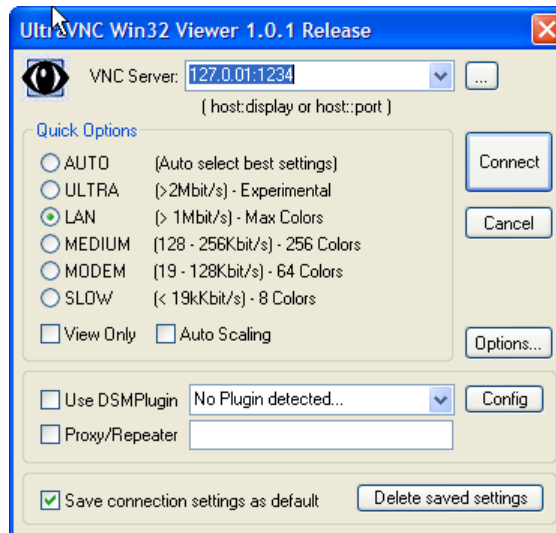 UltraVNC Win32 Viewer 1.0.1 Release
VNC Server: 127.0.01:1234 ...
( host:display or host::port )
Quick Options
AUTO (Auto select best settings)
ULTRA (>2Mbit/s) - Experimental
LAN (> 1Mbit/s) - Max Colors
MEDIUM (128 - 256Kbit/s) - 256 Colors
MODEM (19 - 128Kbit/s) - 64 Colors
SLOW (< 19kKbit/s) - 8 Colors
View Only Auto Scaling
Connect
Cancel
Options...
Use DSMPlugin No Plugin detected... Config
Proxy/Repeater
Save connection settings as default Delete saved settings